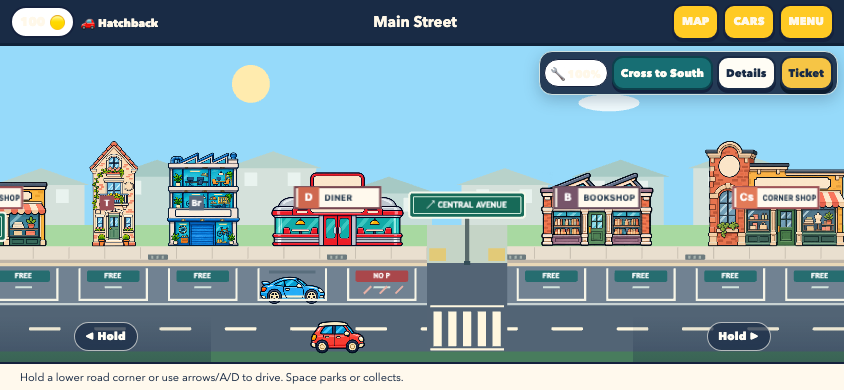 100
Hatchback
Main Street
MAP
CARS
MENU
100%
Cross to South
Details
Ticket
SHOP
T
Br
D DINER
CENTRAL AVENUE
B BOOKSHOP
Cs CORNER SHOP
FREE
FREE
FREE
NO P
FREE
FREE
FREE
FREE
◀ Hold
Hold ▶
Hold a lower road corner or use arrows/A/D to drive. Space parks or collects.